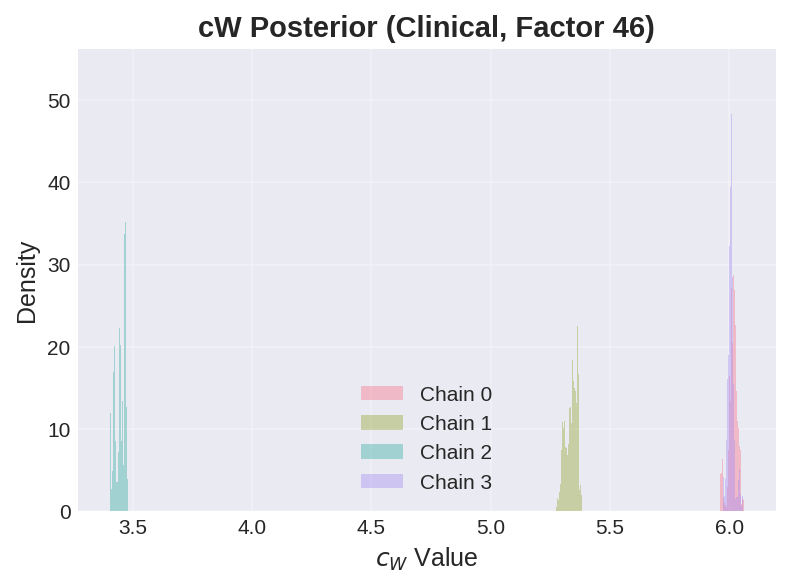 cW Posterior (Clinical, Factor 46)
50
40
30
20
10
0
Density
Chain 0
Chain 1
Chain 2
Chain 3
3.5 4.0 4.5 5.0 5.5 6.0
c_W Value